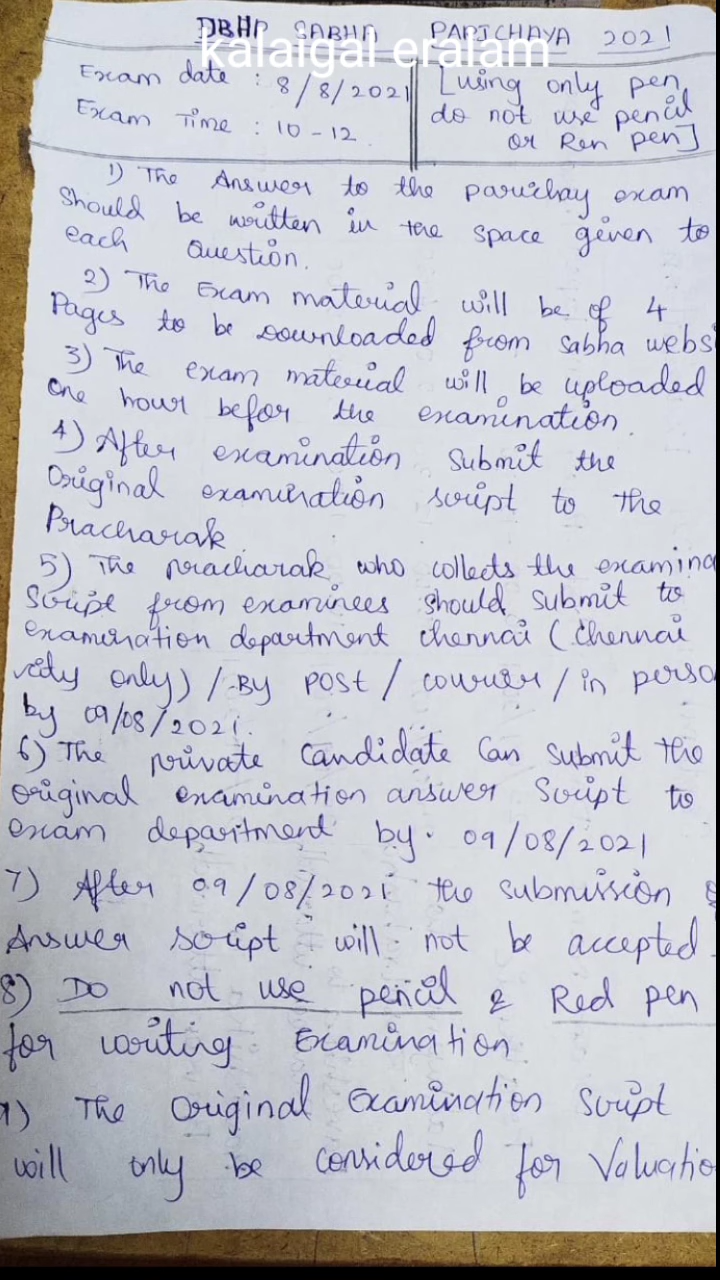 DBHP SABHA PARICHAYA 2021
kalaigal eralam
Exam date : 8/8/2021
Exam Time : 10-12
[using only pen
do not use pencil
or Ren pen]
1) The Answer to the parichay exam
Should be written in the space given to
each Question.
2) The Exam material will be of 4
Pages to be Downloaded from sabha webs
3) The exam material will be uploaded
One hour befor the examination.
4) After examination submit the
Original examination script to the
Pracharak
5) The pracharak who collects the examina
Script from examinees should submit to
examination department chennai (chennai
city only) / By POST / courier / in perso
by 09/08/2021.
6) The private candidate can submit the
original examination answer Script to
exam department by. 09/08/2021
7) After 09/08/2021 the submission
Answer script will not be accepted.
8) Do not use pencil & Red pen
for writing Examination
9) The Original Examination Script
will only be considered for Valuatio